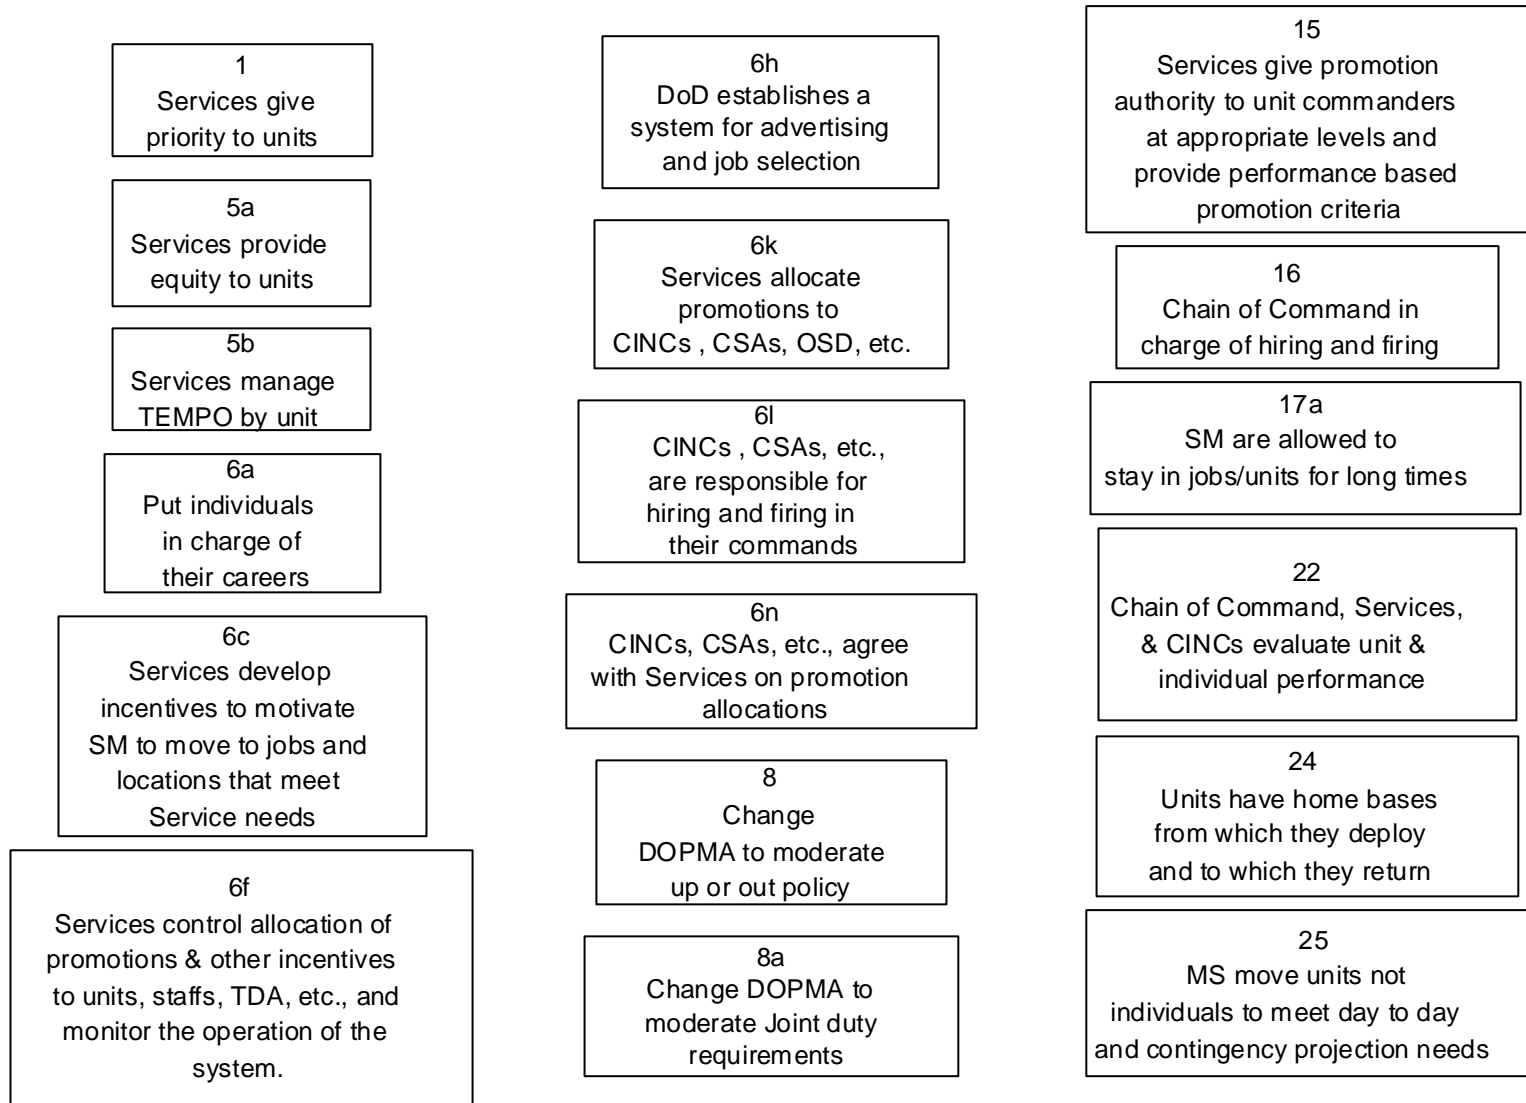 1
Services give
priority to units
5a
Services provide
equity to units
5b
Services manage
TEMPO by unit
6a
Put individuals
in charge of
their careers
6c
Services develop
incentives to motivate
SM to move to jobs and
locations that meet
Service needs
6f
Services control allocation of
promotions & other incentives
to units, staffs, TDA, etc., and
monitor the operation of the
system.
6h
DoD establishes a
system for advertising
and job selection
6k
Services allocate
promotions to
CINCs , CSAs, OSD, etc.
6l
CINCs , CSAs, etc.,
are responsible for
hiring and firing in
their commands
6n
CINCs, CSAs, etc., agree
with Services on promotion
allocations
8
Change
DOPMA to moderate
up or out policy
8a
Change DOPMA to
moderate Joint duty
requirements
15
Services give promotion
authority to unit commanders
at appropriate levels and
provide performance based
promotion criteria
16
Chain of Command in
charge of hiring and firing
17a
SM are allowed to
stay in jobs/units for long times
22
Chain of Command, Services,
& CINCs evaluate unit &
individual performance
24
Units have home bases
from which they deploy
and to which they return
25
MS move units not
individuals to meet day to day
and contingency projection needs